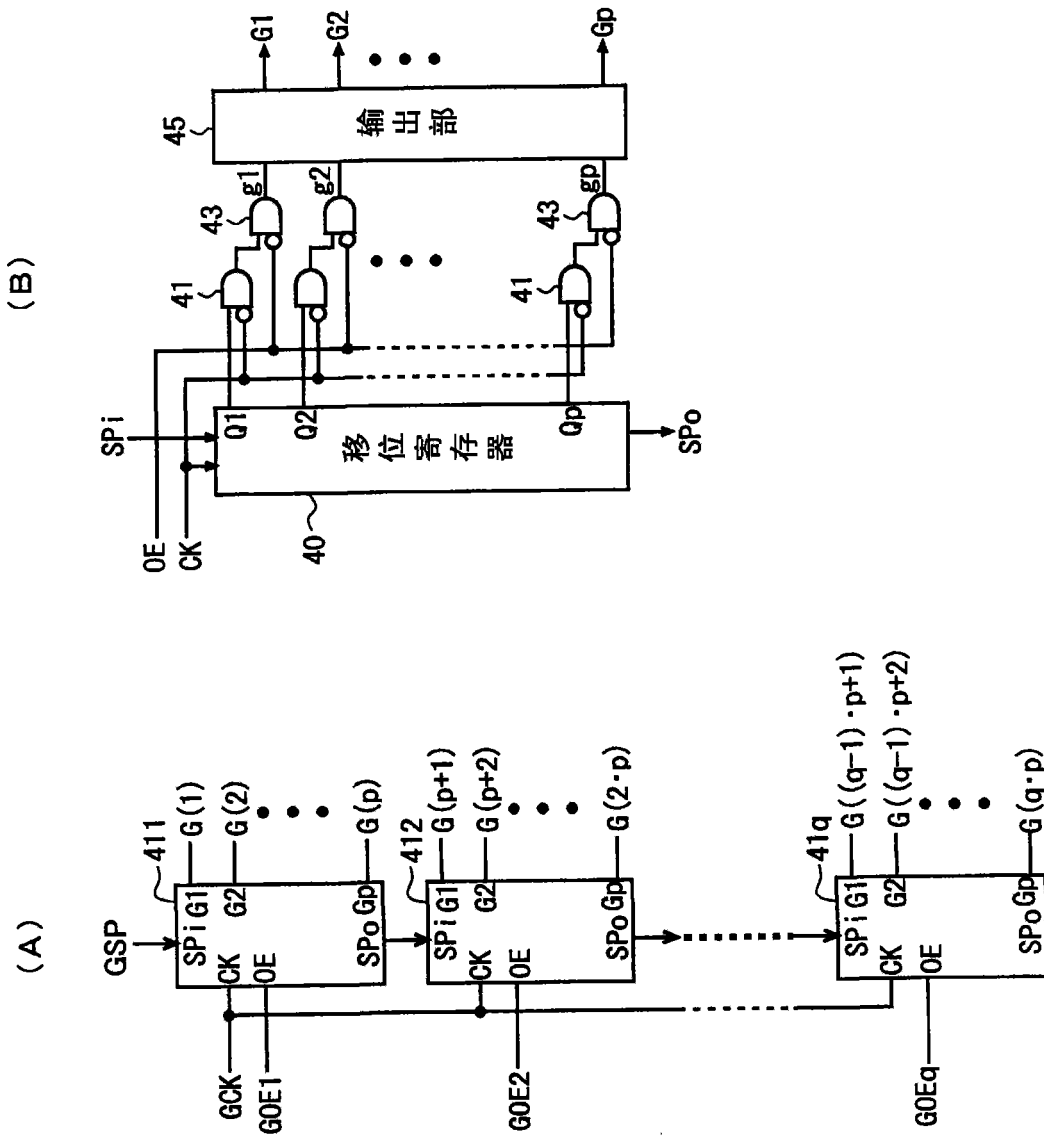 (A)
GSP
411
SPi G1
G(1)
CK
G2
G(2)
OE
SPo Gp
G(p)
GCK
GOE1
412
SPi G1
G(p+1)
CK
G2
G(p+2)
OE
SPo Gp
G(2·p)
GOE2
41q
SPi G1
G((q-1)·p+1)
CK
G2
G((q-1)·p+2)
OE
SPo Gp
G(q·p)
GOEq
(B)
SPi
OE
CK
40
移位寄存器
Q1
Q2
Qp
SPo
41
43
g1
g2
41
43
gp
45
输出部
G1
G2
Gp